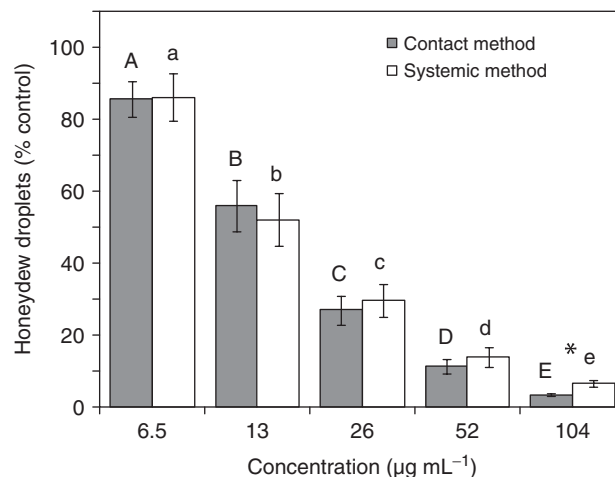 100
80
60
40
20
0
Honeydew droplets (% control)
Contact method
Systemic method
A a
B b
C c
D d
E * e
6.5 13 26 52 104
Concentration (µg mL⁻¹)